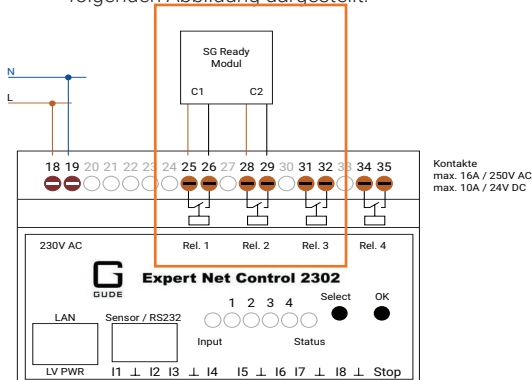 folgenden Abbildung dargestellt.
SG Ready
Modul
C1 C2
N
L
18 19 20 21 22 23 24 25 26 27 28 29 30 31 32 33 34 35
Kontakte
max. 16A / 250V AC
max. 10A / 24V DC
230V AC Rel. 1 Rel. 2 Rel. 3 Rel. 4
GUDE
Expert Net Control 2302
LAN Sensor / RS232 1 2 3 4 Select OK
Input Status
LV PWR I1 ⊥ I2 I3 ⊥ I4 I5 ⊥ I6 I7 ⊥ I8 ⊥ Stop